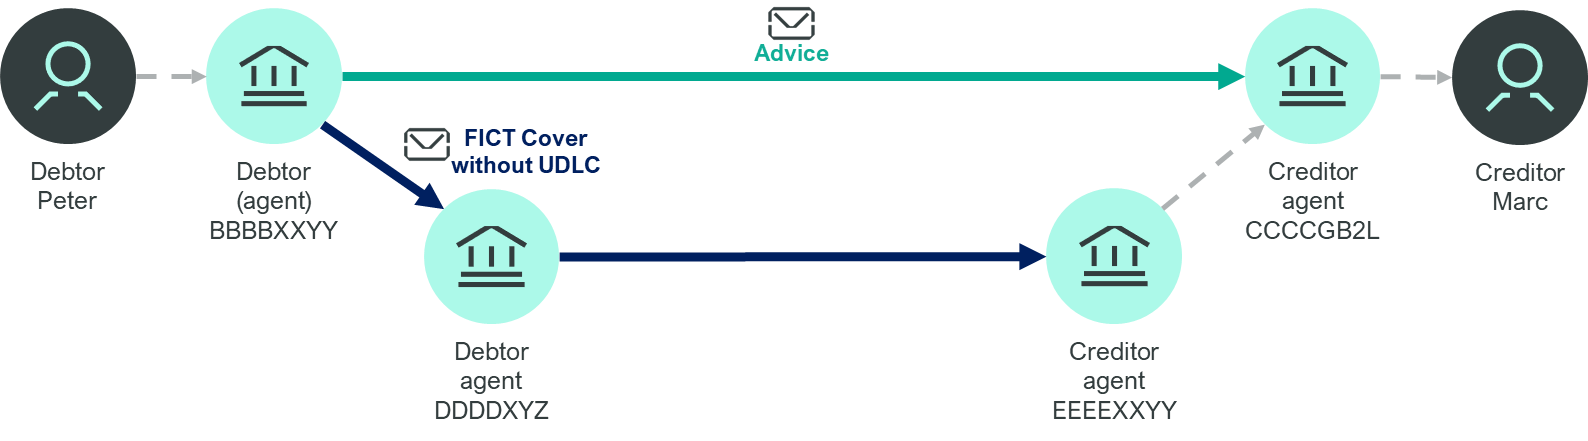 Advice
FICT Cover
without UDLC
Debtor
Peter
Debtor
(agent)
BBBBXXYY
Creditor
agent
CCCCGB2L
Creditor
Marc
Debtor
agent
DDDDXYZ
Creditor
agent
EEEEXXYY